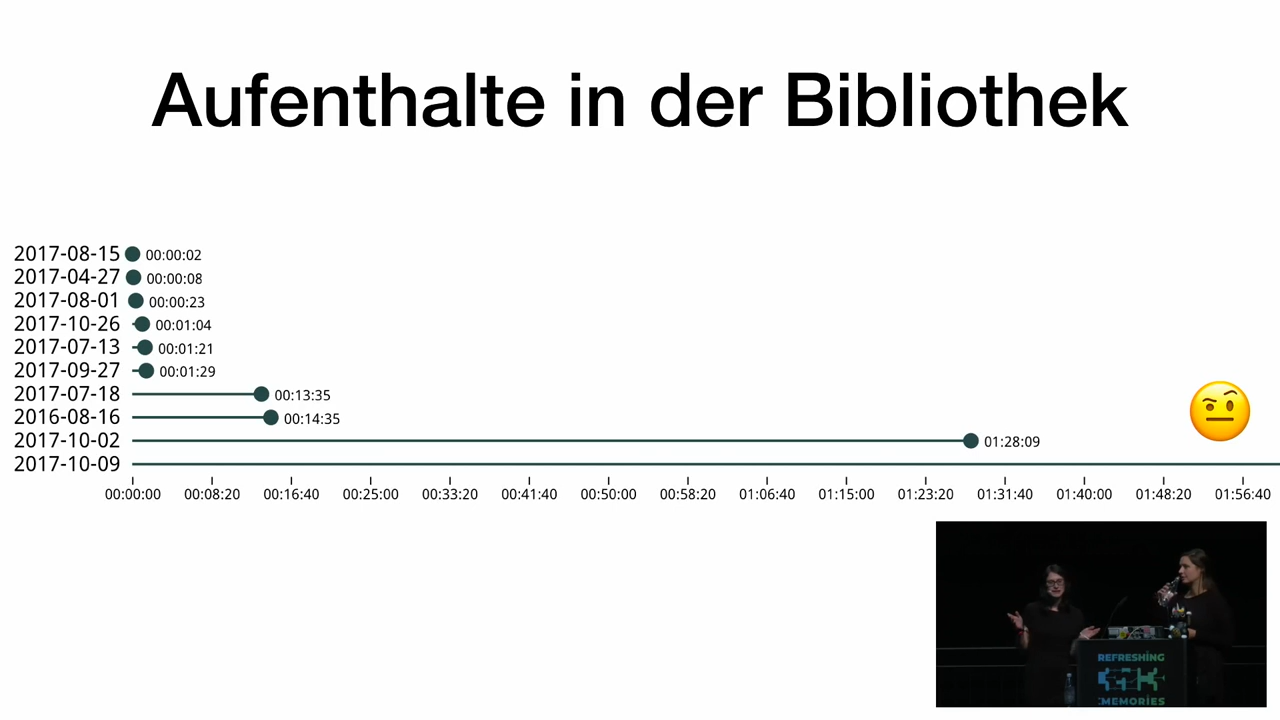 Aufenthalte in der Bibliothek
2017-08-15 00:00:02
2017-04-27 00:00:08
2017-08-01 00:00:23
2017-10-26 00:01:04
2017-07-13 00:01:21
2017-09-27 00:01:29
2017-07-18 00:13:35
2016-08-16 00:14:35
2017-10-02 01:28:09
2017-10-09
00:00:00 00:08:20 00:16:40 00:25:00 00:33:20 00:41:40 00:50:00 00:58:20 01:06:40 01:15:00 01:23:20 01:31:40 01:40:00 01:48:20 01:56:40
REFRESHING
MEMORIES